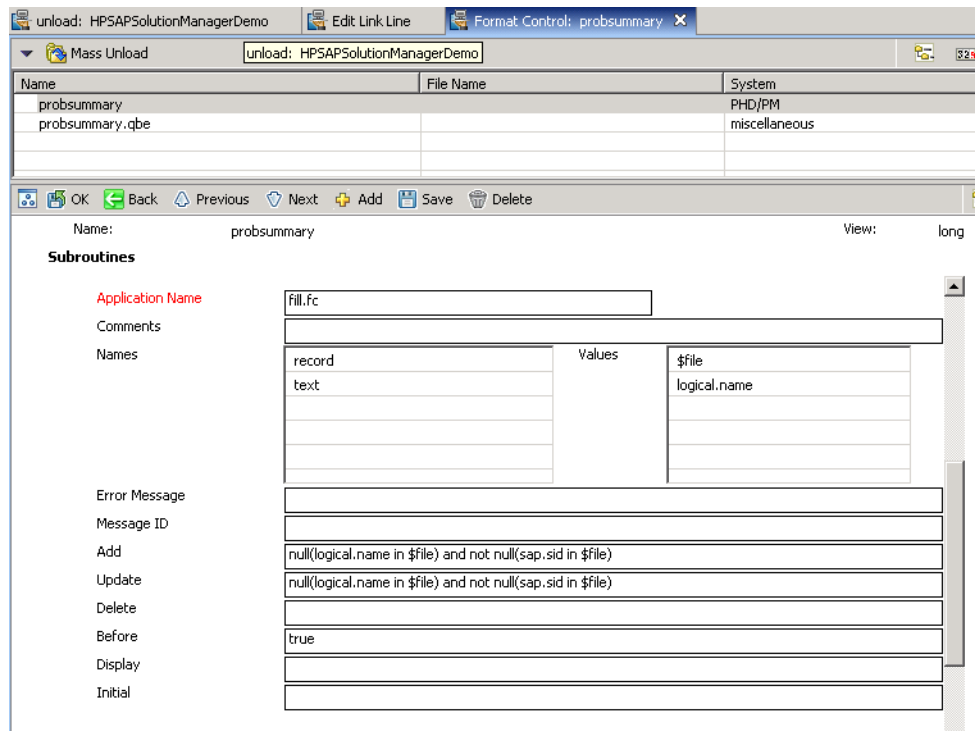 unload: HPSAPSolutionManagerDemo Edit Link Line Format Control: probsummary X
Mass Unload unload: HPSAPSolutionManagerDemo
Name File Name System
probsummary PHD/PM
probsummary.qbe miscellaneous
OK Back Previous Next Add Save Delete
Name: probsummary View: long
Subroutines
Application Name fill.fc
Comments
Names record Values $file
text logical.name
Error Message
Message ID
Add null(logical.name in $file) and not null(sap.sid in $file)
Update null(logical.name in $file) and not null(sap.sid in $file)
Delete
Before true
Display
Initial